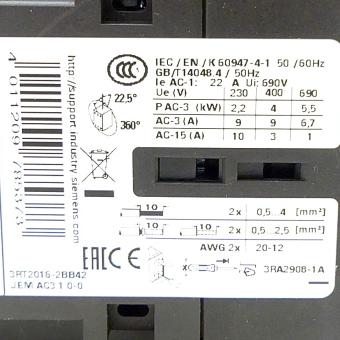 IEC / EN / K 60947-4-1 50 /60Hz
GB/T14048.4 / 50Hz
Ie AC-1: 22 A Ui: 690V
Ue (V) 230 400 690
P AC-3 (kW) 2,2 4 5,5
AC-3 (A) 9 9 6,7
AC-15 (A) 10 3 1
CCC
22,5°
360°
http://support.industry.siemens.com
10 2x 0,5...4 [mm²]
10 10 2x 0,5...2,5 [mm²]
AWG 2x 20-12
EAC CE
3RA2908-1A
3RT2016-2BB42
JEM AC3 1-0-0